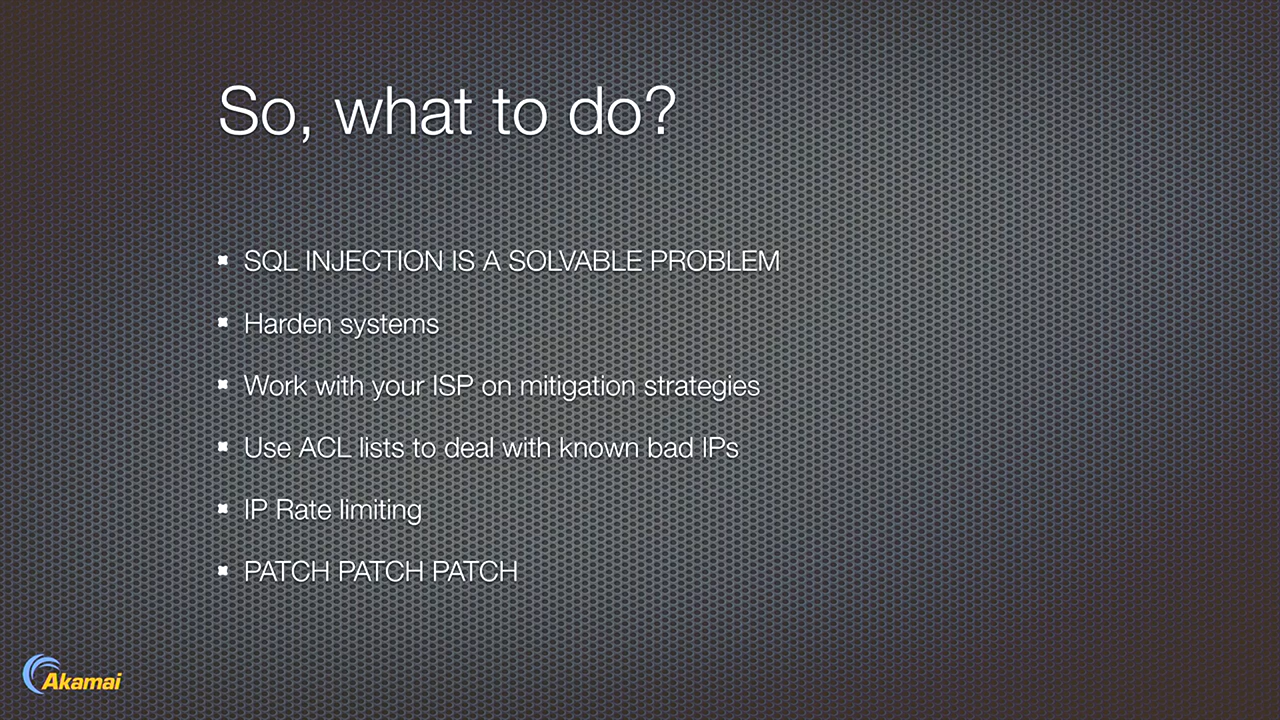 So, what to do?
SQL INJECTION IS A SOLVABLE PROBLEM
Harden systems
Work with your ISP on mitigation strategies
Use ACL lists to deal with known bad IPs
IP Rate limiting
PATCH PATCH PATCH
Akamai